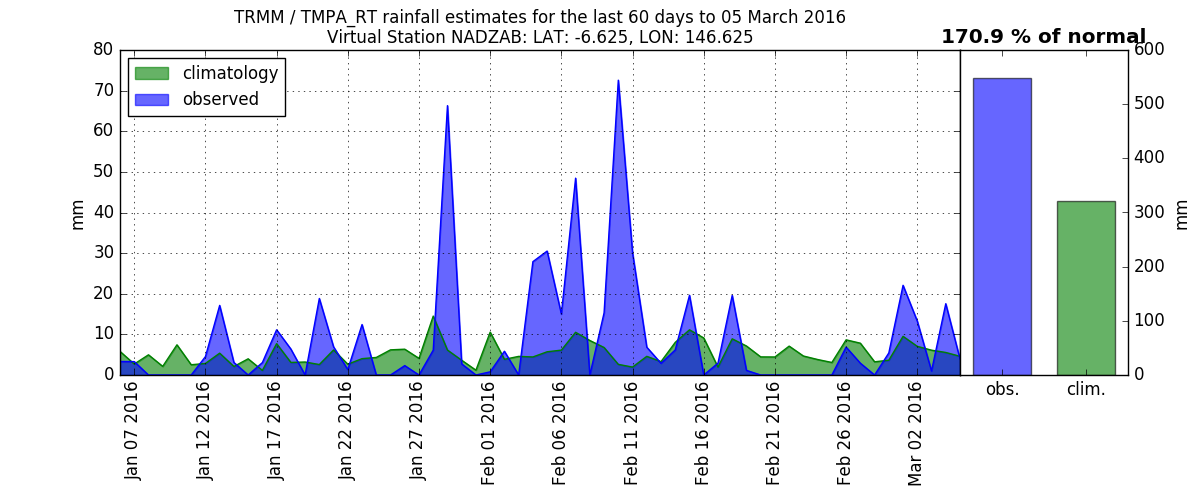 TRMM / TMPA_RT rainfall estimates for the last 60 days to 05 March 2016
Virtual Station NADZAB: LAT: -6.625, LON: 146.625
170.9 % of normal
climatology
observed
mm
80
70
60
50
40
30
20
10
0
Jan 07 2016
Jan 12 2016
Jan 17 2016
Jan 22 2016
Jan 27 2016
Feb 01 2016
Feb 06 2016
Feb 11 2016
Feb 16 2016
Feb 21 2016
Feb 26 2016
Mar 02 2016
600
500
400
300
200
100
0
mm
obs.
clim.